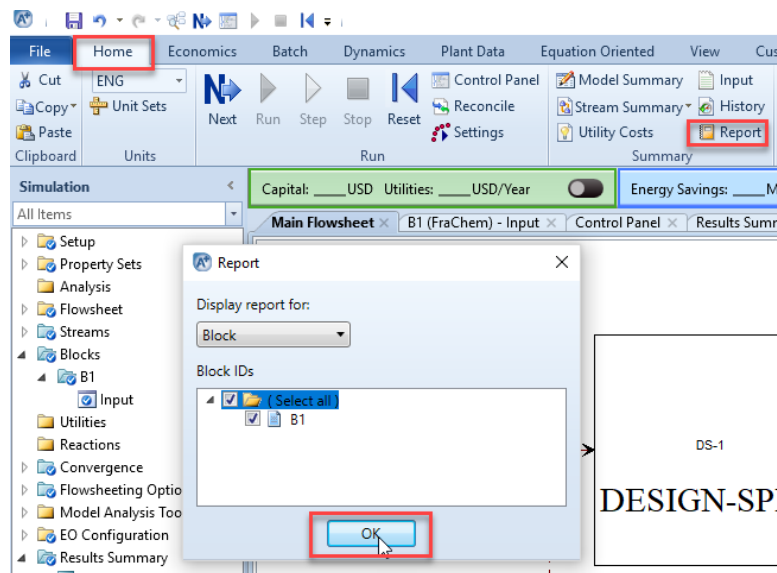 File Home Economics Batch Dynamics Plant Data Equation Oriented View Cus
Cut ENG Next Run Step Stop Reset Control Panel Model Summary Input
Copy Unit Sets Reconcile Stream Summary History
Paste Settings Utility Costs Report
Clipboard Units Run Summary
Simulation < Capital: ____USD Utilities: ____USD/Year Energy Savings: ____M
All Items Main Flowsheet × B1 (FraChem) - Input × Control Panel × Results Summ
Setup
Property Sets
Analysis
Flowsheet
Streams
Blocks
B1
Input
Utilities
Reactions
Convergence
Flowsheeting Optio
Model Analysis Too
EO Configuration
Results Summary
Report
Display report for:
Block
Block IDs
( Select all )
B1
OK
DS-1
DESIGN-SP